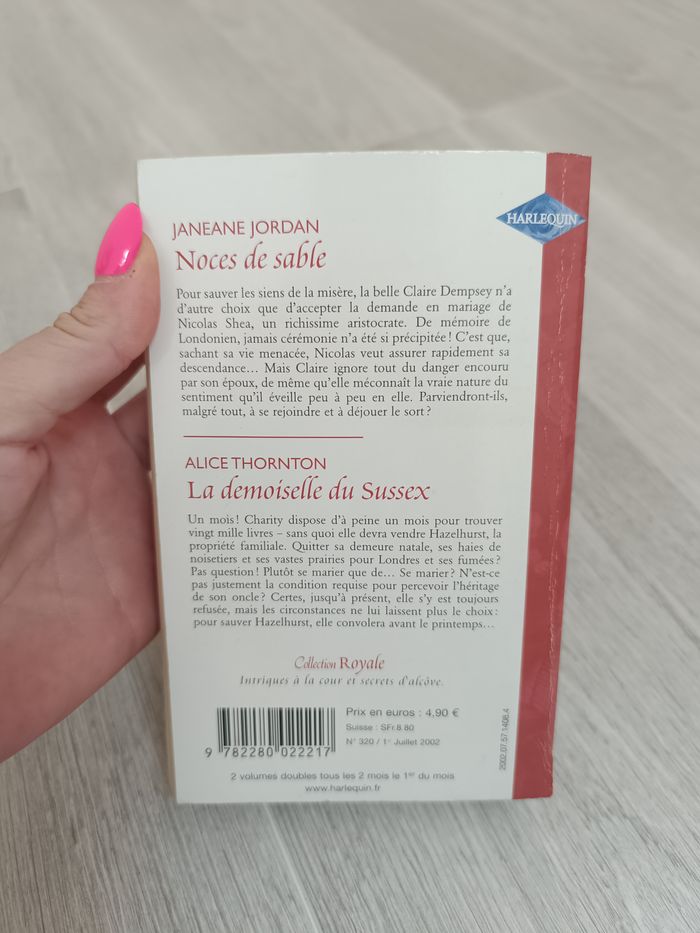 HARLEQUIN
JANEANE JORDAN
Noces de sable
Pour sauver les siens de la misère, la belle Claire Dempsey n'a
d'autre choix que d'accepter la demande en mariage de
Nicolas Shea, un richissime aristocrate. De mémoire de
Londonien, jamais cérémonie n'a été si précipitée ! C'est que,
sachant sa vie menacée, Nicolas veut assurer rapidement sa
descendance… Mais Claire ignore tout du danger encouru
par son époux, de même qu'elle méconnaît la vraie nature du
sentiment qu'il éveille peu à peu en elle. Parviendront-ils,
malgré tout, à se rejoindre et à déjouer le sort ?
ALICE THORNTON
La demoiselle du Sussex
Un mois ! Charity dispose d'à peine un mois pour trouver
vingt mille livres – sans quoi elle devra vendre Hazelhurst, la
propriété familiale. Quitter sa demeure natale, ses haies de
noisetiers et ses vastes prairies pour Londres et ses fumées ?
Pas question ! Plutôt se marier que de… Se marier ? N'est-ce
pas justement la condition requise pour percevoir l'héritage
de son oncle ? Certes, jusqu'à présent, elle s'y est toujours
refusée, mais les circonstances ne lui laissent plus le choix :
pour sauver Hazelhurst, elle convolera avant le printemps…
Collection Royale
Intrigues à la cour et secrets d'alcôve.
Prix en euros : 4,90 €
Suisse : SFr.8.80
N° 320 / 1er Juillet 2002
9 782280 022217
2 volumes doubles tous les 2 mois le 1er du mois
www.harlequin.fr
2002.07.57.1408.4